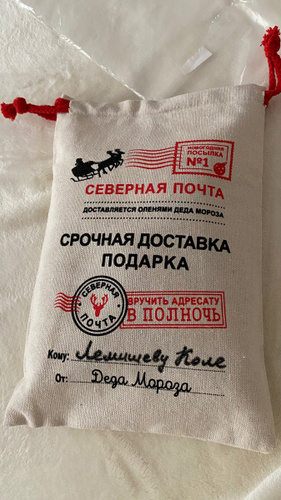 НОВОГОДНЯЯ
ПОСЫЛКА
№1
СЕВЕРНАЯ ПОЧТА
ДОСТАВЛЯЕТСЯ ОЛЕНЯМИ ДЕДА МОРОЗА
СРОЧНАЯ ДОСТАВКА
ПОДАРКА
СЕВЕРНАЯ
ПОЧТА
ВРУЧИТЬ АДРЕСАТУ
В ПОЛНОЧЬ
Кому: Лемишеву Коле
От: Деда Мороза